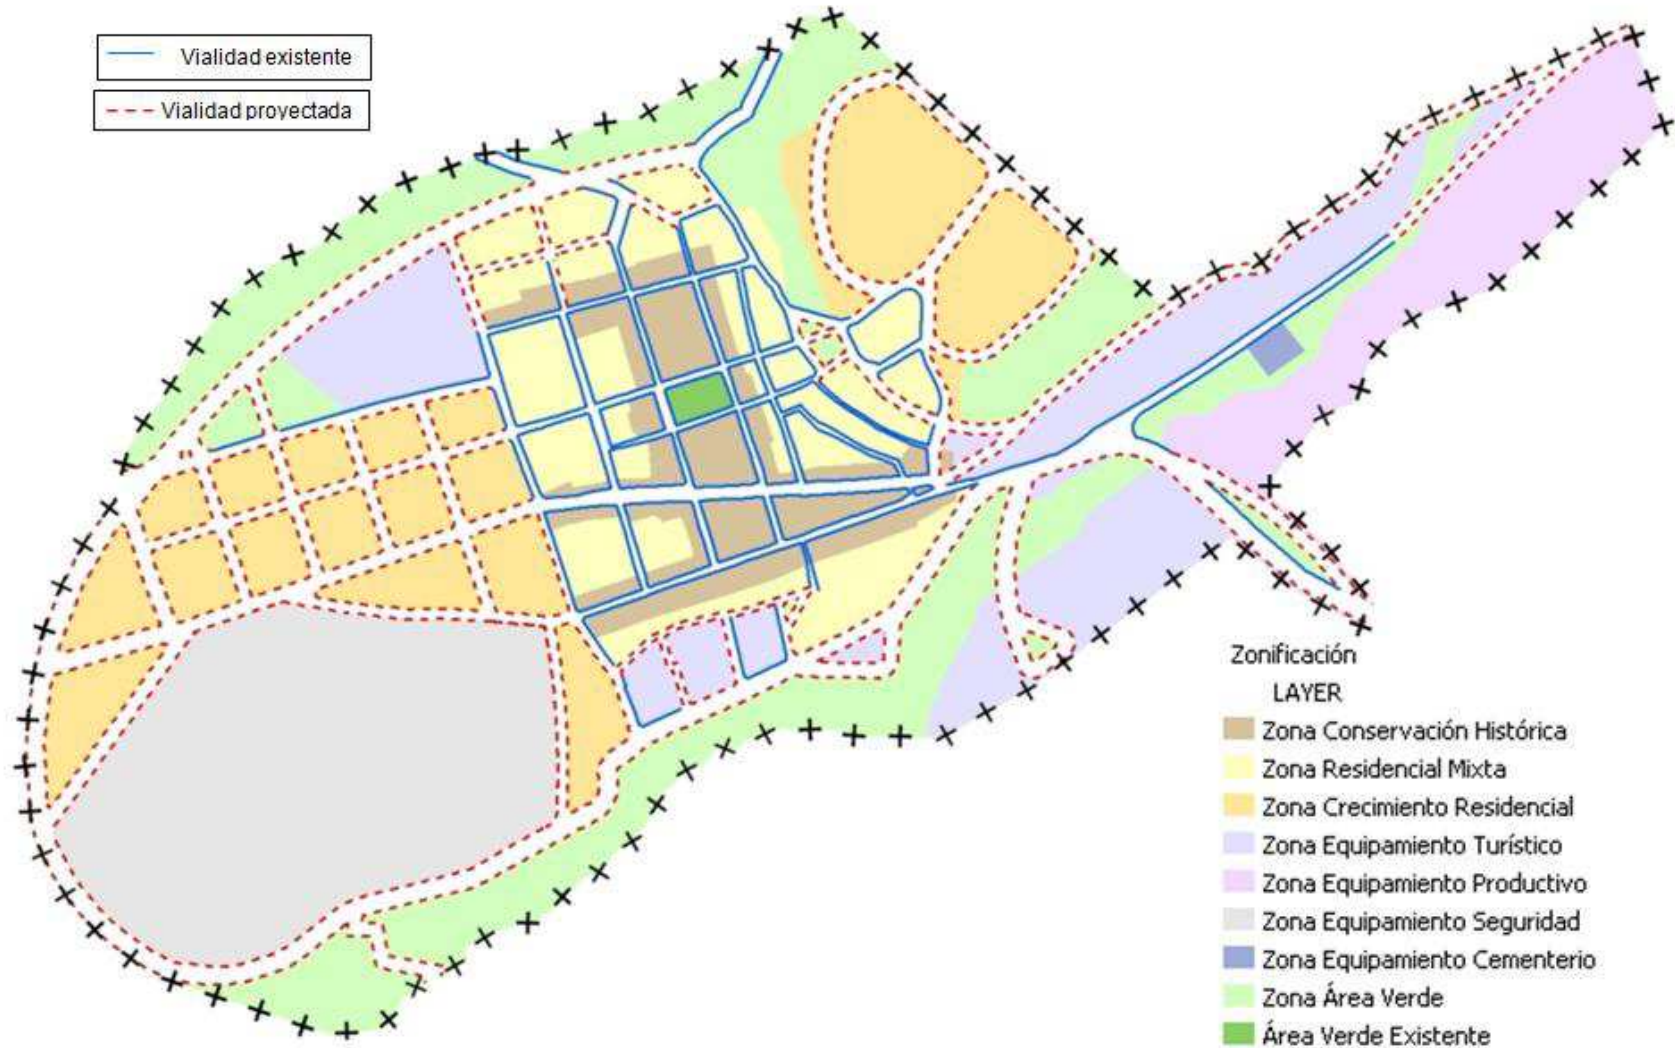 Vialidad existente
Vialidad proyectada
Zonificación
LAYER
Zona Conservación Histórica
Zona Residencial Mixta
Zona Crecimiento Residencial
Zona Equipamiento Turístico
Zona Equipamiento Productivo
Zona Equipamiento Seguridad
Zona Equipamiento Cementerio
Zona Área Verde
Área Verde Existente